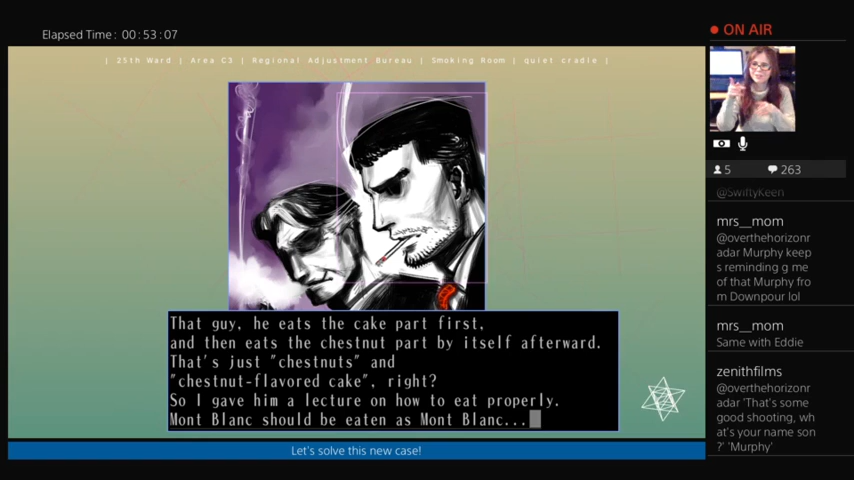 Elapsed Time: 00:53:07
ON AIR
| 25th Ward | Area C3 | Regional Adjustment Bureau | Smoking Room | quiet cradle |
5
263
@SwiftyKeen
mrs__mom
@overthehorizonr
adar Murphy keep
s reminding g me
of that Murphy fro
m Downpour lol
mrs__mom
Same with Eddie
zenithfilms
@overthehorizonr
adar 'That's some
good shooting, wh
at's your name son
?' 'Murphy'
That guy, he eats the cake part first,
and then eats the chestnut part by itself afterward.
That's just "chestnuts" and
"chestnut-flavored cake", right?
So I gave him a lecture on how to eat properly.
Mont Blanc should be eaten as Mont Blanc...
Let's solve this new case!